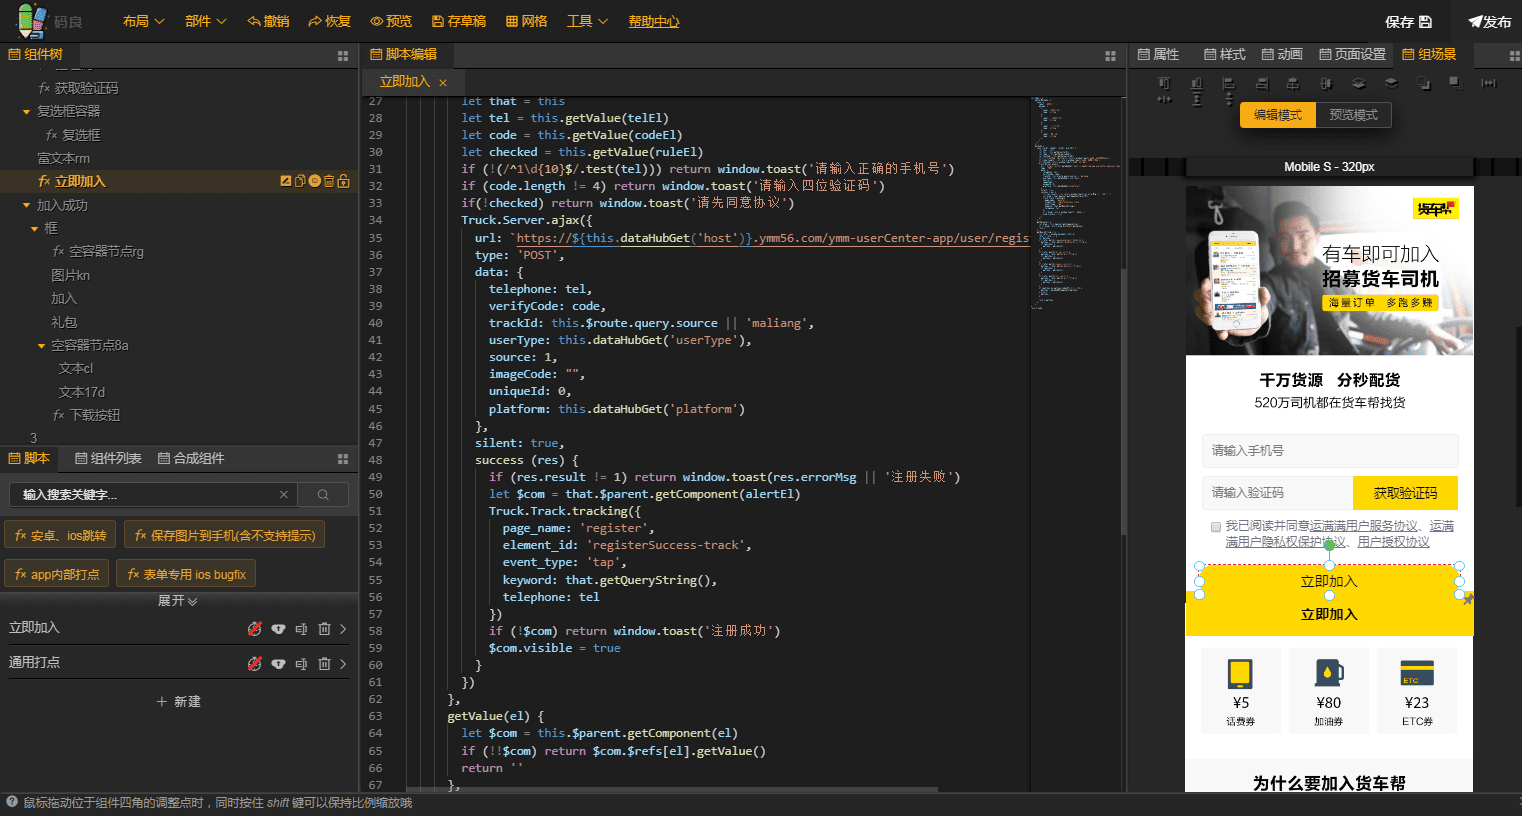 码良
布局 部件 撤销 恢复 预览 存草稿 网格 工具 帮助中心 保存 发布
组件树
获取验证码
复选框容器
复选框
富文本rm
立即加入
加入成功
框
空容器节点rg
图片kn
加入
礼包
空容器节点8a
文本cl
文本17d
下载按钮
3
脚本 组件列表 合成组件
输入搜索关键字...
安卓、ios跳转 保存图片到手机(含不支持提示)
app内部打点 表单专用 ios bugfix
展开
立即加入
通用打点
新建
脚本编辑
立即加入 ×
27 let that = this
28 let tel = this.getValue(telEl)
29 let code = this.getValue(codeEl)
30 let checked = this.getValue(ruleEl)
31 if (!(/^1\d{10}$/.test(tel))) return window.toast('请输入正确的手机号')
32 if (code.length != 4) return window.toast('请输入四位验证码')
33 if(!checked) return window.toast('请先同意协议')
34 Truck.Server.ajax({
35 url: `https://${this.dataHubGet('host')}.ymm56.com/ymm-userCenter-app/user/regis
36 type: 'POST',
37 data: {
38 telephone: tel,
39 verifyCode: code,
40 trackId: this.$route.query.source || 'maliang',
41 userType: this.dataHubGet('userType'),
42 source: 1,
43 imageCode: "",
44 uniqueId: 0,
45 platform: this.dataHubGet('platform')
46 },
47 silent: true,
48 success (res) {
49 if (res.result != 1) return window.toast(res.errorMsg || '注册失败')
50 let $com = that.$parent.getComponent(alertEl)
51 Truck.Track.tracking({
52 page_name: 'register',
53 element_id: 'registerSuccess-track',
54 event_type: 'tap',
55 keyword: that.getQueryString(),
56 telephone: tel
57 })
58 if (!$com) return window.toast('注册成功')
59 $com.visible = true
60 }
61 })
62 },
63 getValue(el) {
64 let $com = this.$parent.getComponent(el)
65 if (!!$com) return $com.$refs[el].getValue()
66 return ''
67 },
属性 样式 动画 页面设置 组场景
编辑模式 预览模式
Mobile S - 320px
货车帮
有车即可加入
招募货车司机
海量订单 多跑多赚
千万货源 分秒配货
520万司机都在货车帮找货
请输入手机号
请输入验证码 获取验证码
我已阅读并同意运满满用户服务协议、运满
满用户隐私权保护协议、用户授权协议
立即加入
立即加入
¥5 ¥80 ETC ¥23
话费券 加油券 ETC券
为什么要加入货车帮
鼠标拖动位于组件四角的调整点时，同时按住 shift 键可以保持比例缩放哦